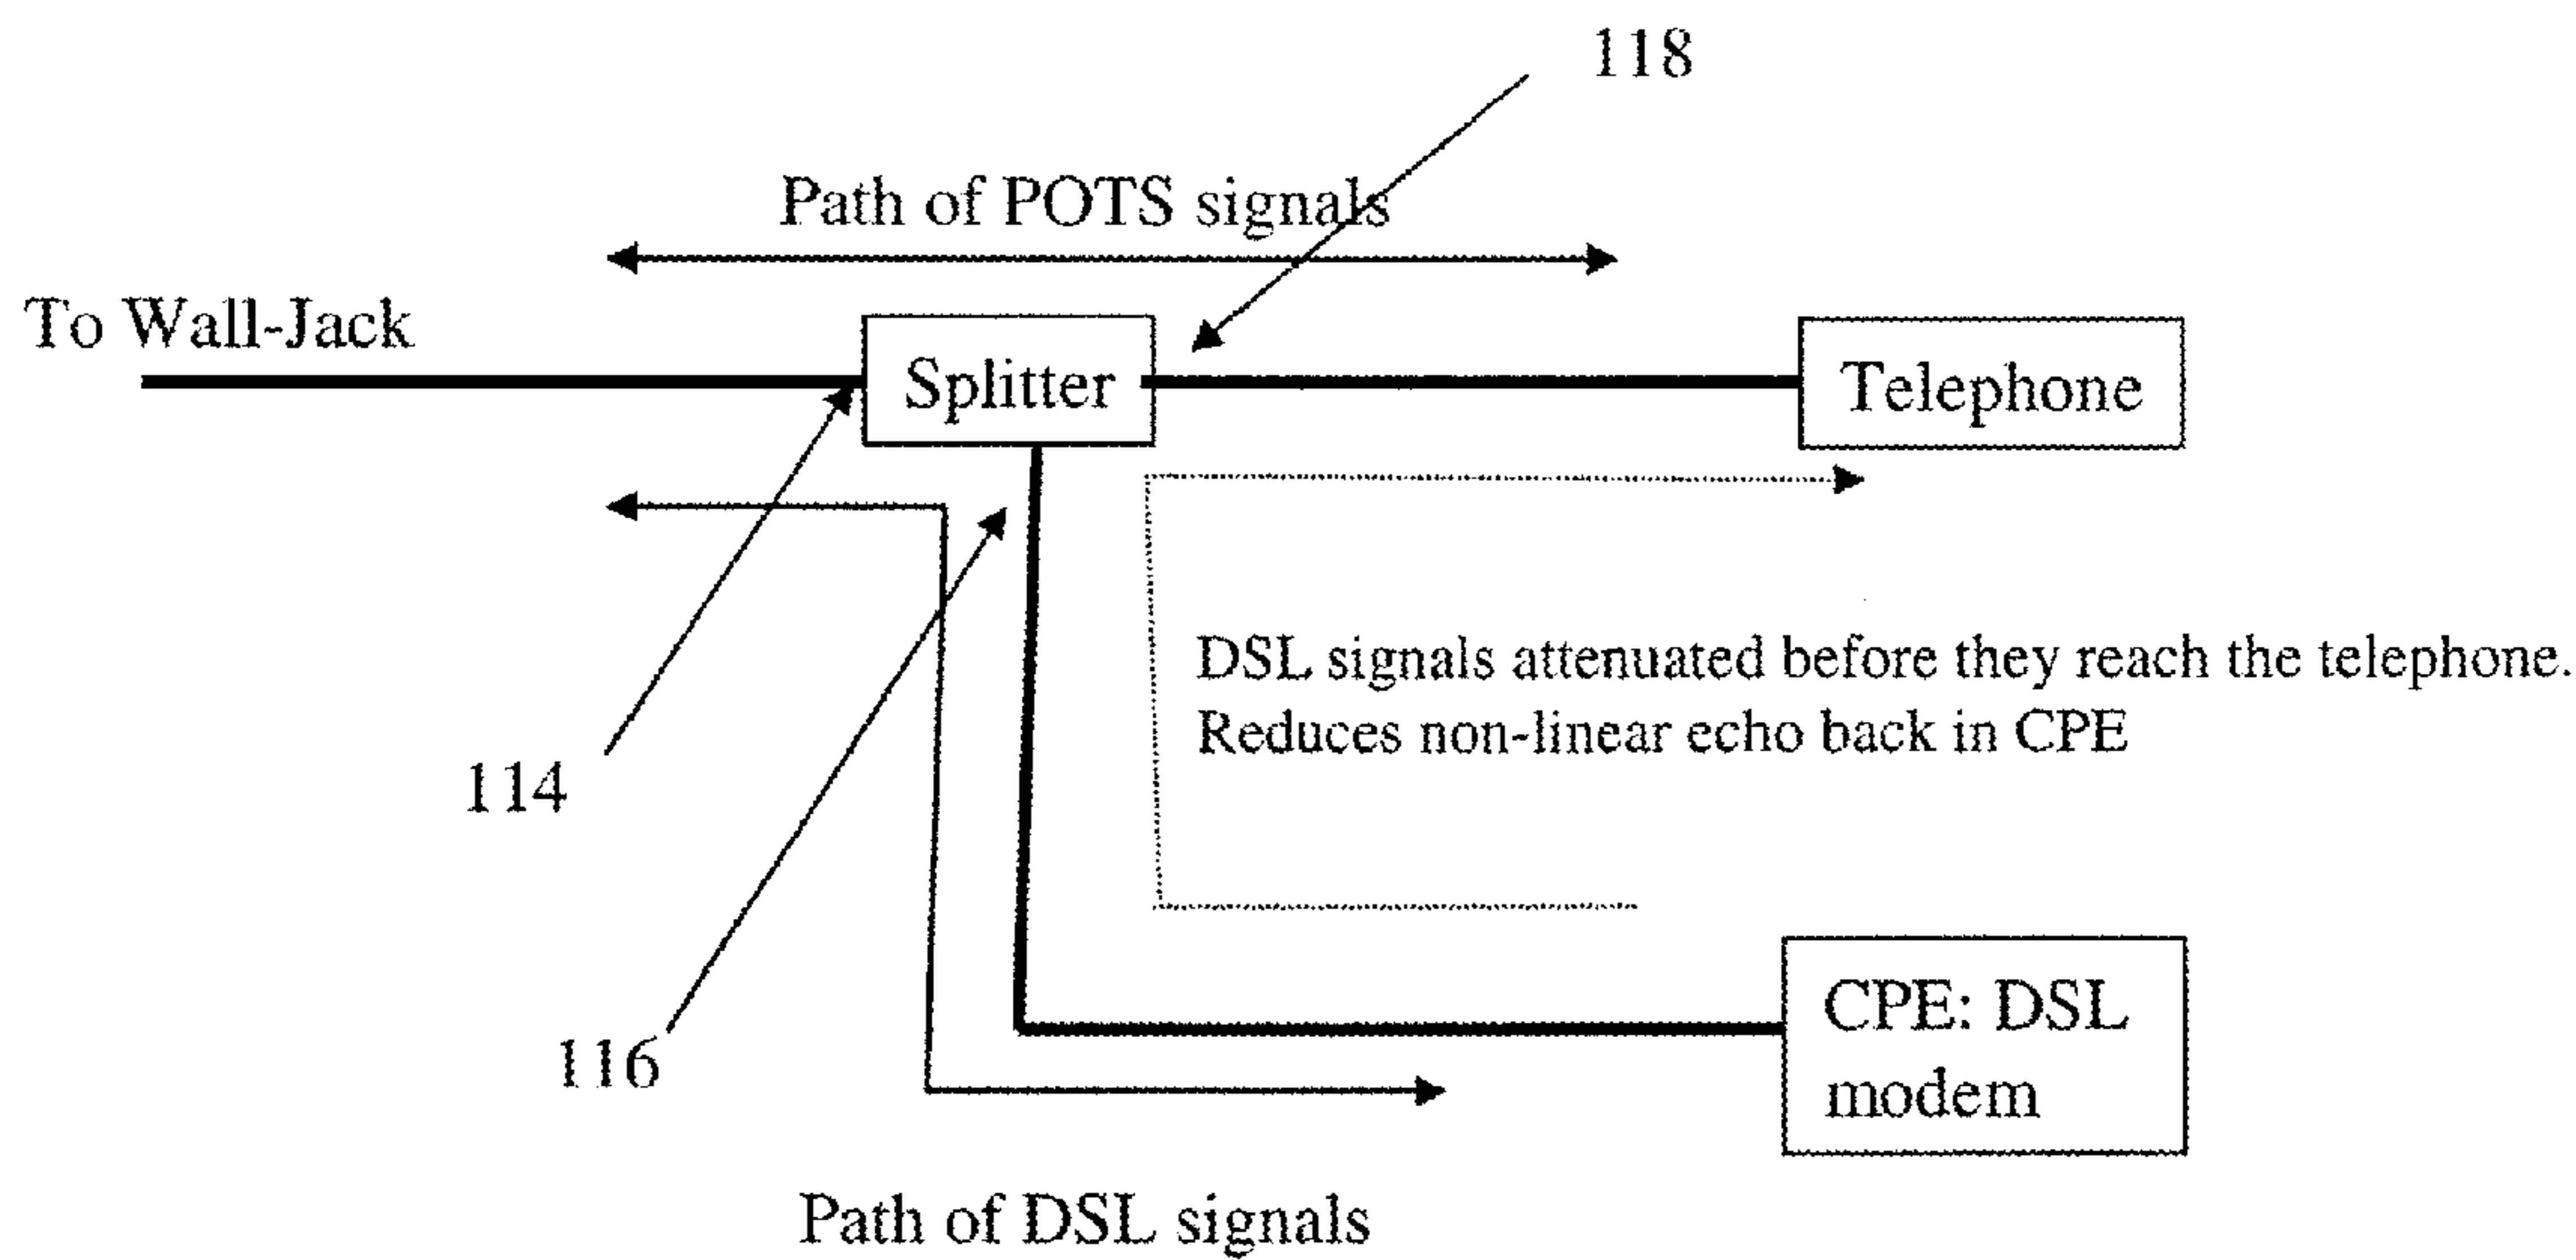 118
Path of POTS signals
To Wall-Jack
Splitter
Telephone
DSL signals attenuated before they reach the telephone.
Reduces non-linear echo back in CPE
114
116
CPE: DSL
modem
Path of DSL signals